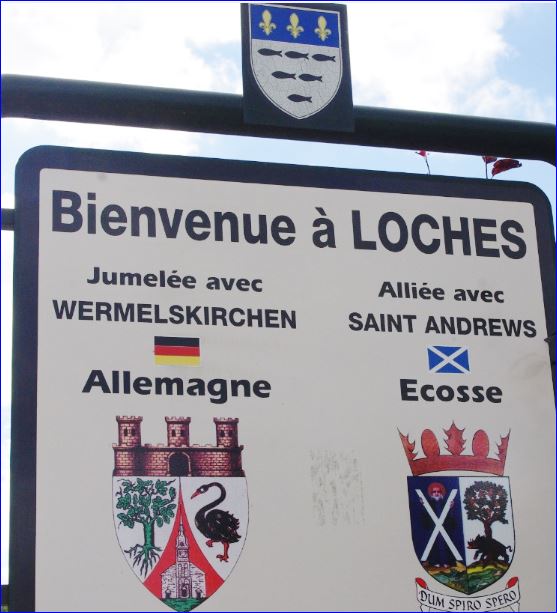 Bienvenue à LOCHES
Jumelée avec
WERMELSKIRCHEN
Allemagne
Alliée avec
SAINT ANDREWS
Ecosse
DUM SPIRO SPERO